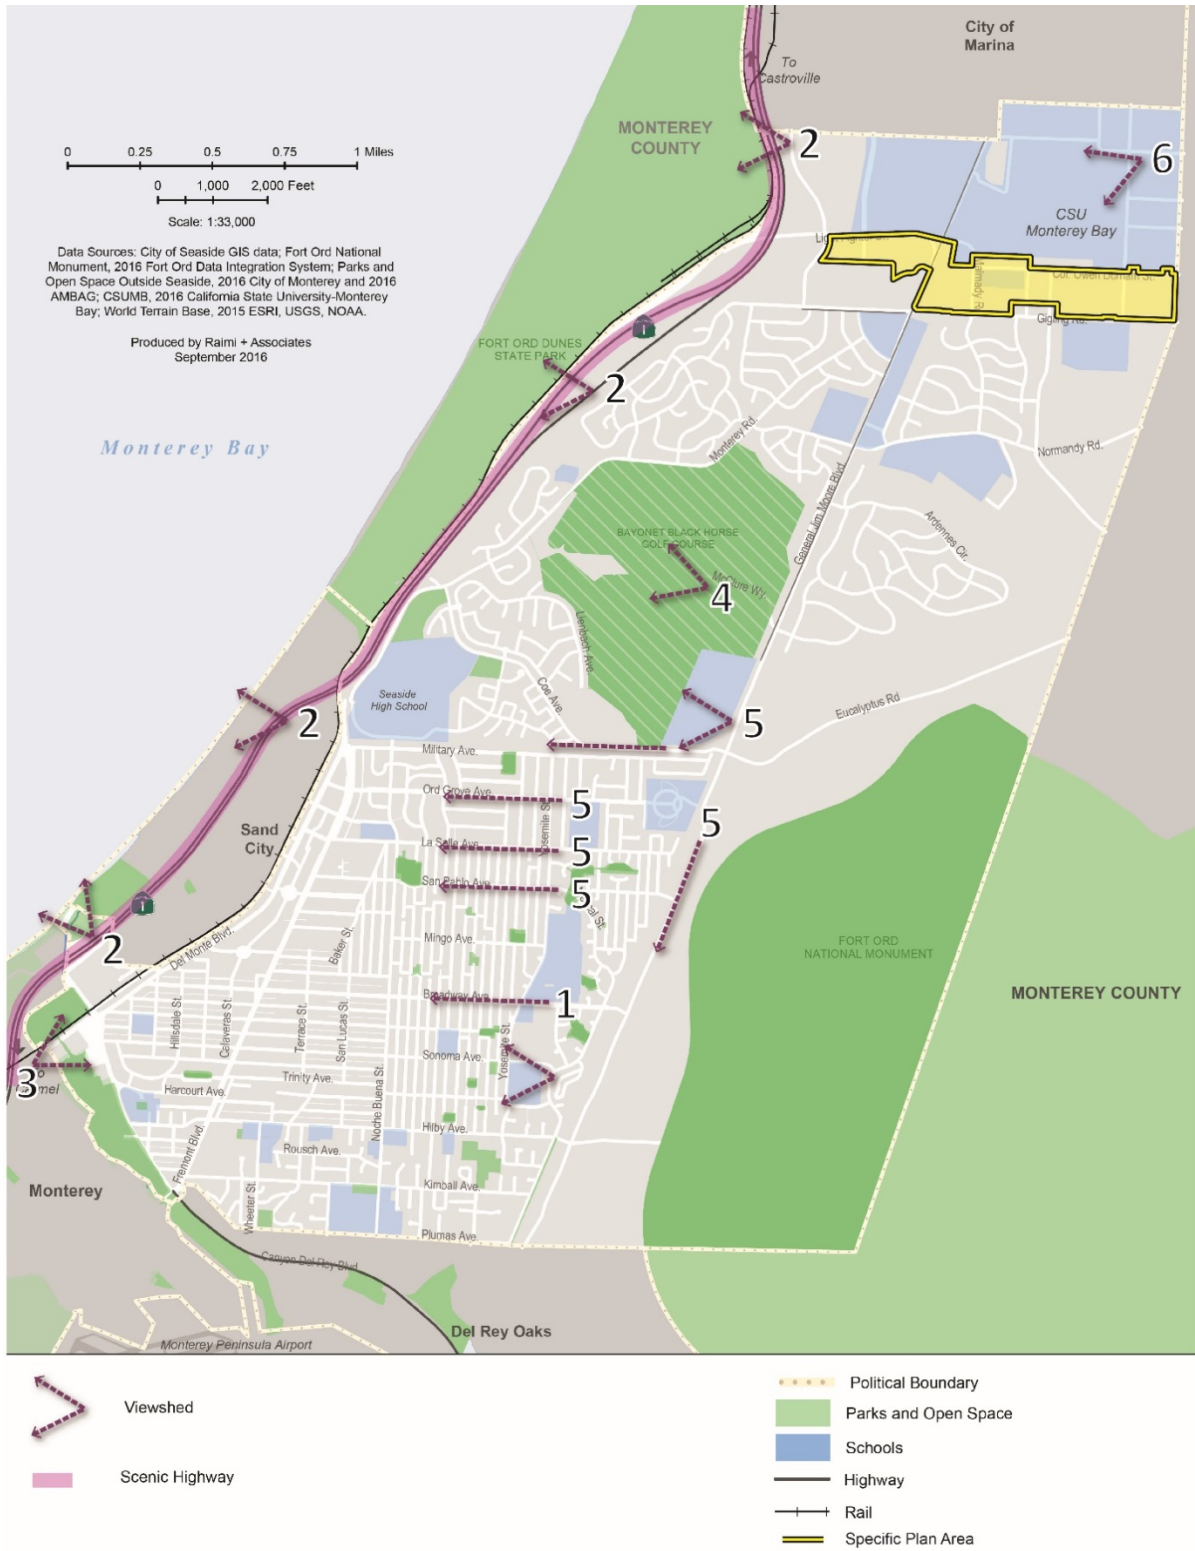 City of
Marina
To
Castroville
MONTEREY
COUNTY
2
6
0 0.25 0.5 0.75 1 Miles
0 1,000 2,000 Feet
Scale: 1:33,000
CSU
Monterey Bay
Data Sources: City of Seaside GIS data; Fort Ord National
Monument, 2016 Fort Ord Data Integration System; Parks and
Open Space Outside Seaside, 2016 City of Monterey and 2016
AMBAG; CSUMB, 2016 California State University-Monterey
Bay; World Terrain Base, 2015 ESRI, USGS, NOAA.
Produced by Raimi + Associates
September 2016
Col. Owen Durham St.
Gigling Rd.
1
FORT ORD DUNES
STATE PARK
2
Monterey Bay
Monterey Rd.
Normandy Rd.
General Jim Moore Blvd.
Ardennes Cir.
BAYONET BLACK HORSE
GOLF COURSE
McClure Wy.
4
Lienbach Ave.
Coe Ave.
Seaside
High School
Eucalyptus Rd
2
5
Military Ave.
Ord Grove Ave.
5
Yosemite St.
5
Sand
City
La Salle Ave.
5
San Pablo Ave.
5
1
2
Del Monte Blvd.
Baker St.
Mingo Ave.
FORT ORD
NATIONAL MONUMENT
MONTEREY COUNTY
Broadway Ave.
1
Hillsdale St.
Calaveras St.
Terrace St.
San Lucas St.
Sonoma Ave.
Yosemite St.
3
Trinity Ave.
Harcourt Ave.
Noche Buena St.
Hilby Ave.
Fremont Blvd.
Rousch Ave.
Monterey
Kimball Ave.
Wheeler St.
Plumas Ave.
Canyon Del Rey Blvd
Del Rey Oaks
Monterey Peninsula Airport
Viewshed
Scenic Highway
Political Boundary
Parks and Open Space
Schools
Highway
Rail
Specific Plan Area